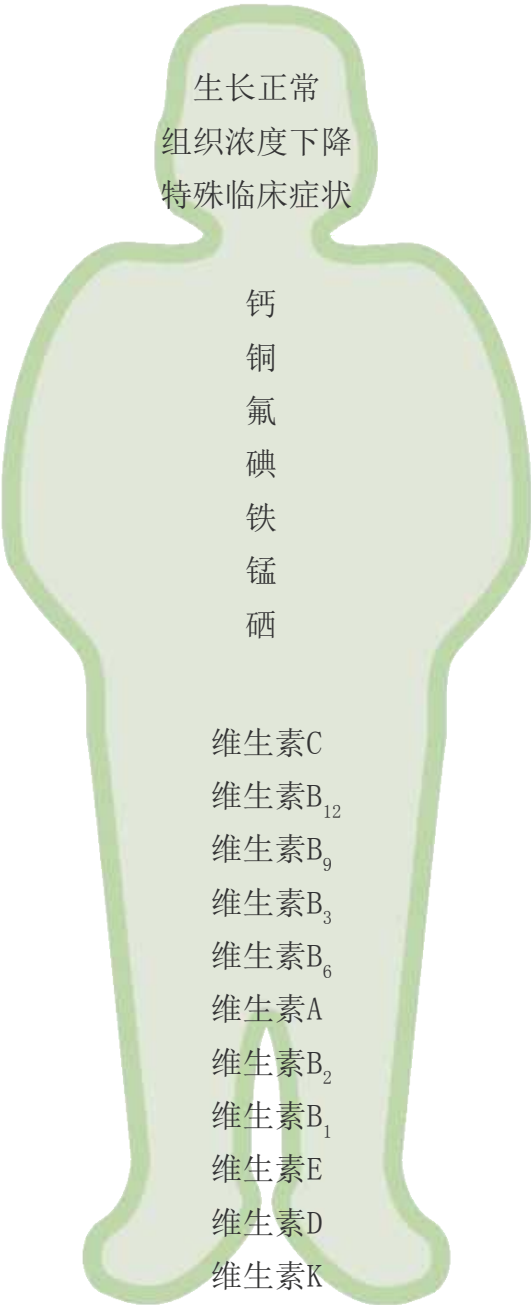 生长正常
组织浓度下降
特殊临床症状
钙
铜
氟
碘
铁
锰
硒
维生素C
维生素B₁₂
维生素B₉
维生素B₃
维生素B₆
维生素A
维生素B₂
维生素B₁
维生素E
维生素D
维生素K